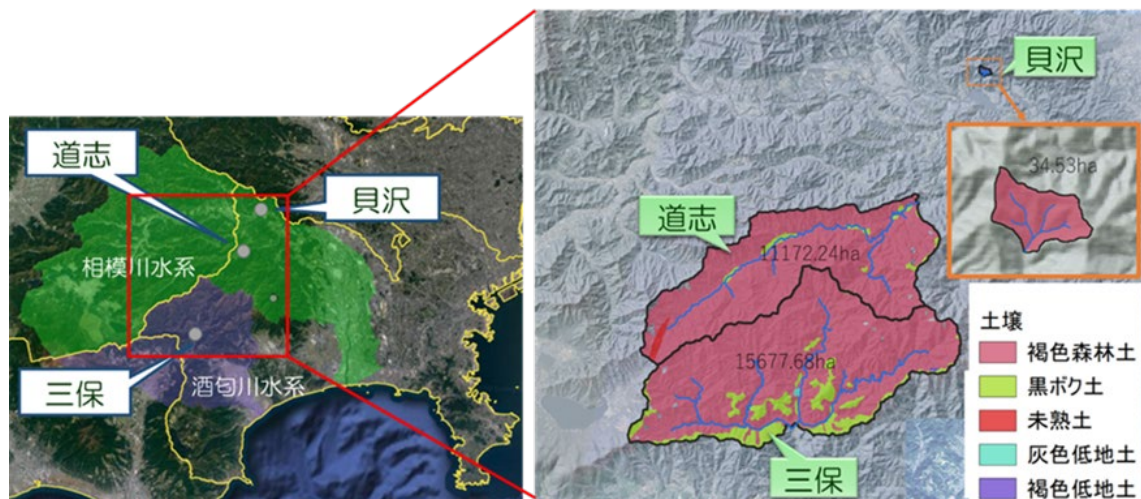 道志
貝沢
相模川水系
三保
酒匂川水系
貝沢
34.53ha
道志
11172.24ha
15677.68ha
三保
土壌
褐色森林土
黒ボク土
未熟土
灰色低地土
褐色低地土